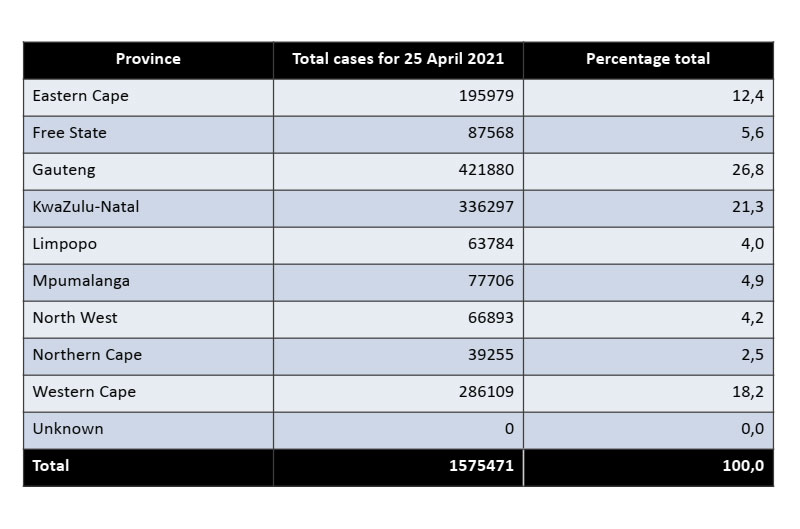 Province Total cases for 25 April 2021 Percentage total
Eastern Cape 195979 12,4
Free State 87568 5,6
Gauteng 421880 26,8
KwaZulu-Natal 336297 21,3
Limpopo 63784 4,0
Mpumalanga 77706 4,9
North West 66893 4,2
Northern Cape 39255 2,5
Western Cape 286109 18,2
Unknown 0 0,0
Total 1575471 100,0